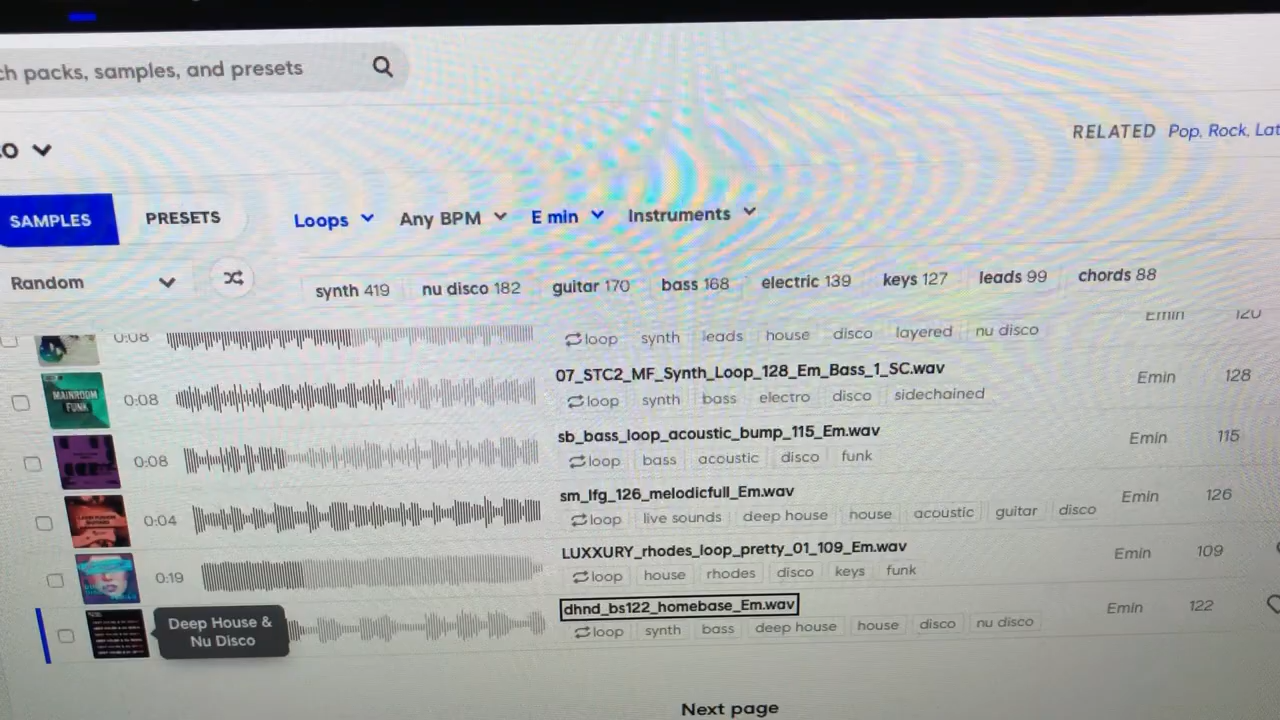 ch packs, samples, and presets
RELATED Pop, Rock, Lat
SAMPLES PRESETS Loops Any BPM E min Instruments
Random synth 419 nu disco 182 guitar 170 bass 168 electric 139 keys 127 leads 99 chords 88
0:08 loop synth leads house disco layered nu disco Emin 120
MAINROOM FUNK
0:08 07_STC2_MF_Synth_Loop_128_Em_Bass_1_SC.wav Emin 128
loop synth bass electro disco sidechained
0:08 sb_bass_loop_acoustic_bump_115_Em.wav Emin 115
loop bass acoustic disco funk
0:04 sm_lfg_126_melodicfull_Em.wav Emin 126
loop live sounds deep house house acoustic guitar disco
0:19 LUXXURY_rhodes_loop_pretty_01_109_Em.wav Emin 109
loop house rhodes disco keys funk
Deep House &
Nu Disco
dhnd_bs122_homebase_Em.wav Emin 122
loop synth bass deep house house disco nu disco
Next page